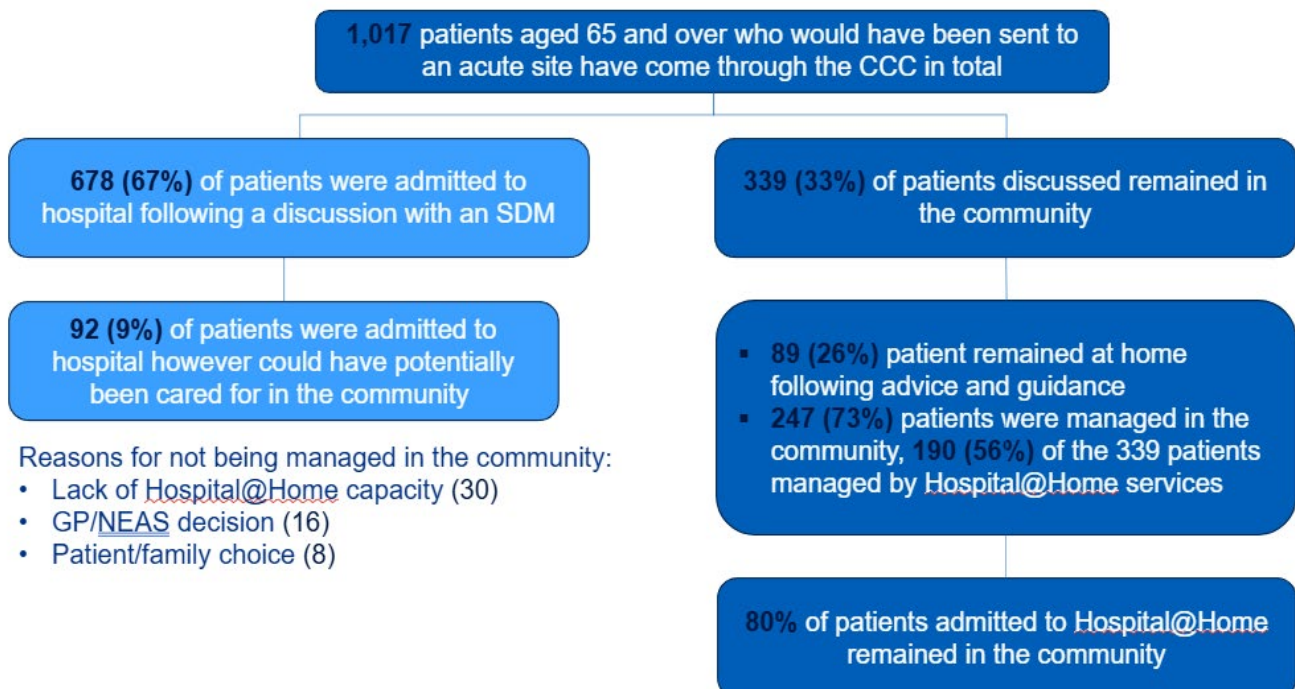 1,017 patients aged 65 and over who would have been sent to
an acute site have come through the CCC in total
678 (67%) of patients were admitted to
hospital following a discussion with an SDM
339 (33%) of patients discussed remained in
the community
92 (9%) of patients were admitted to
hospital however could have potentially
been cared for in the community
▪ 89 (26%) patient remained at home
following advice and guidance
▪ 247 (73%) patients were managed in the
community, 190 (56%) of the 339 patients
managed by Hospital@Home services
Reasons for not being managed in the community:
• Lack of Hospital@Home capacity (30)
• GP/NEAS decision (16)
• Patient/family choice (8)
80% of patients admitted to Hospital@Home
remained in the community